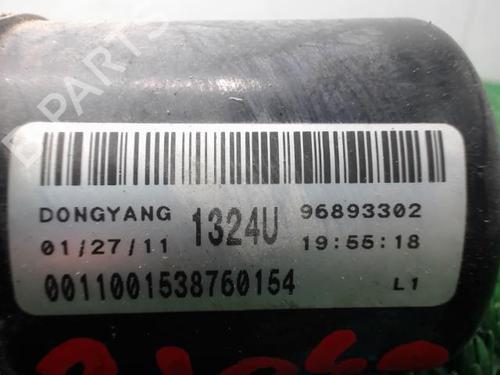 DONGYANG 1324U 96893302
01/27/11 19:55:18
0011001538760154 L1